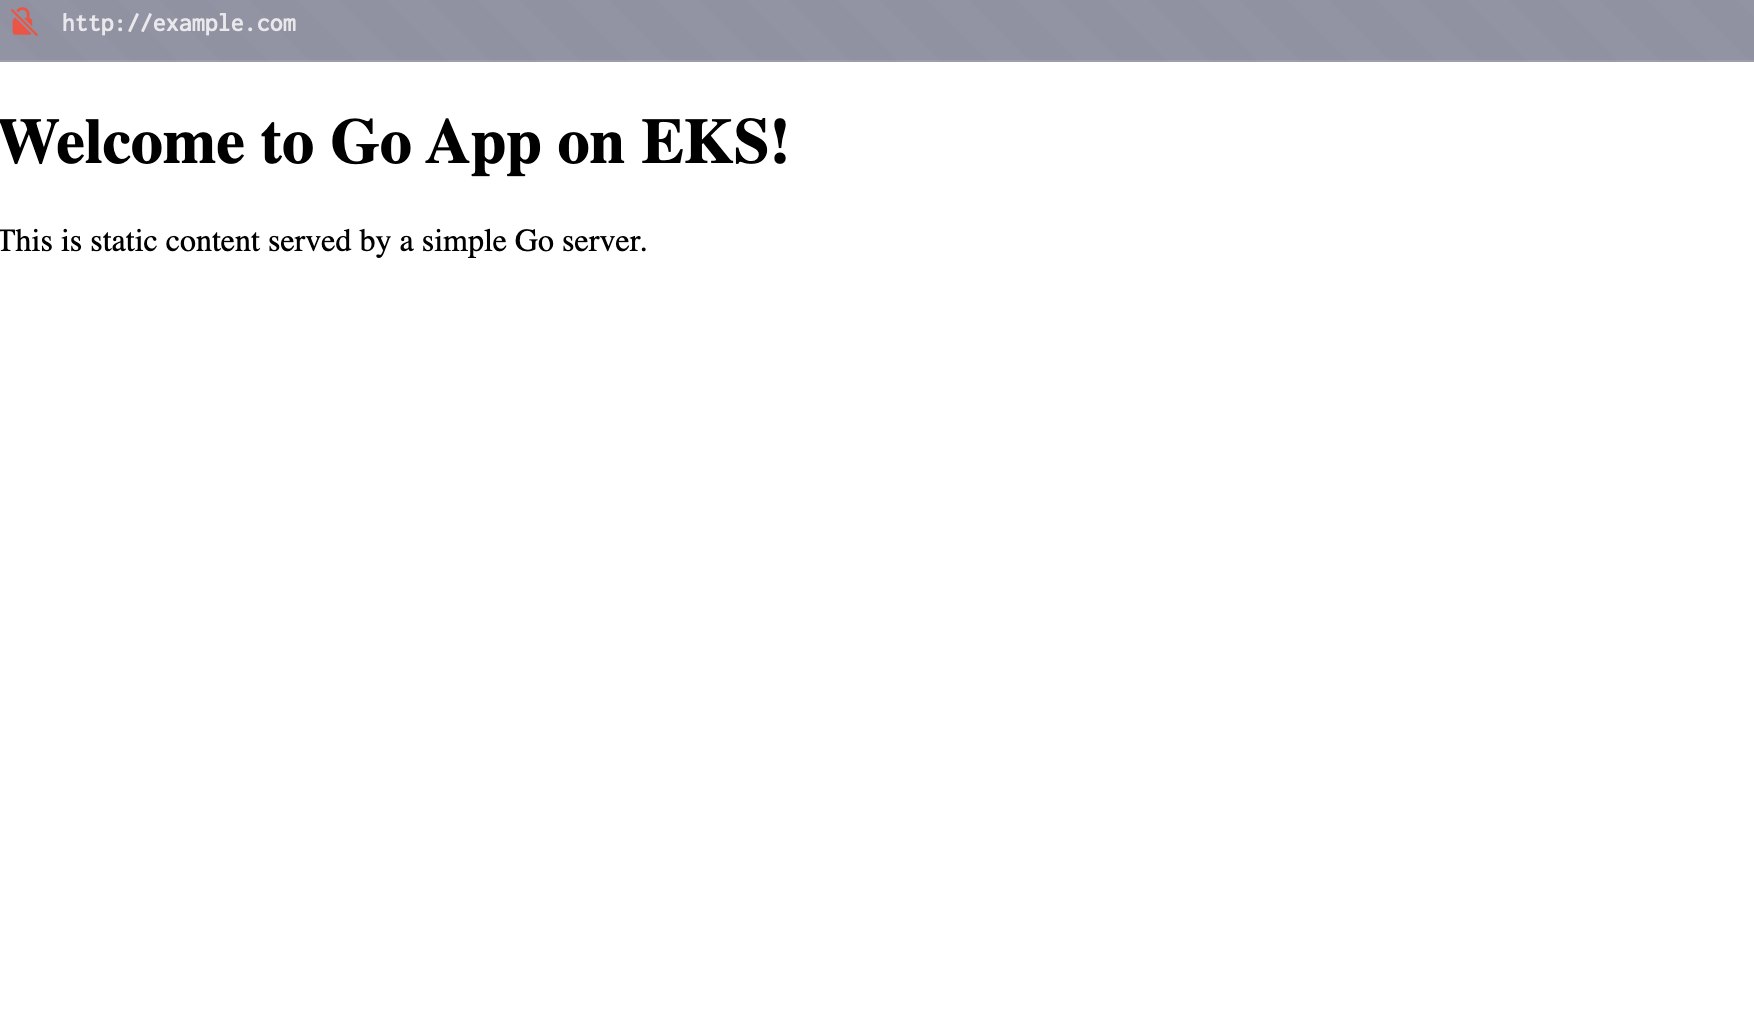 http://example.com
Welcome to Go App on EKS!
This is static content served by a simple Go server.